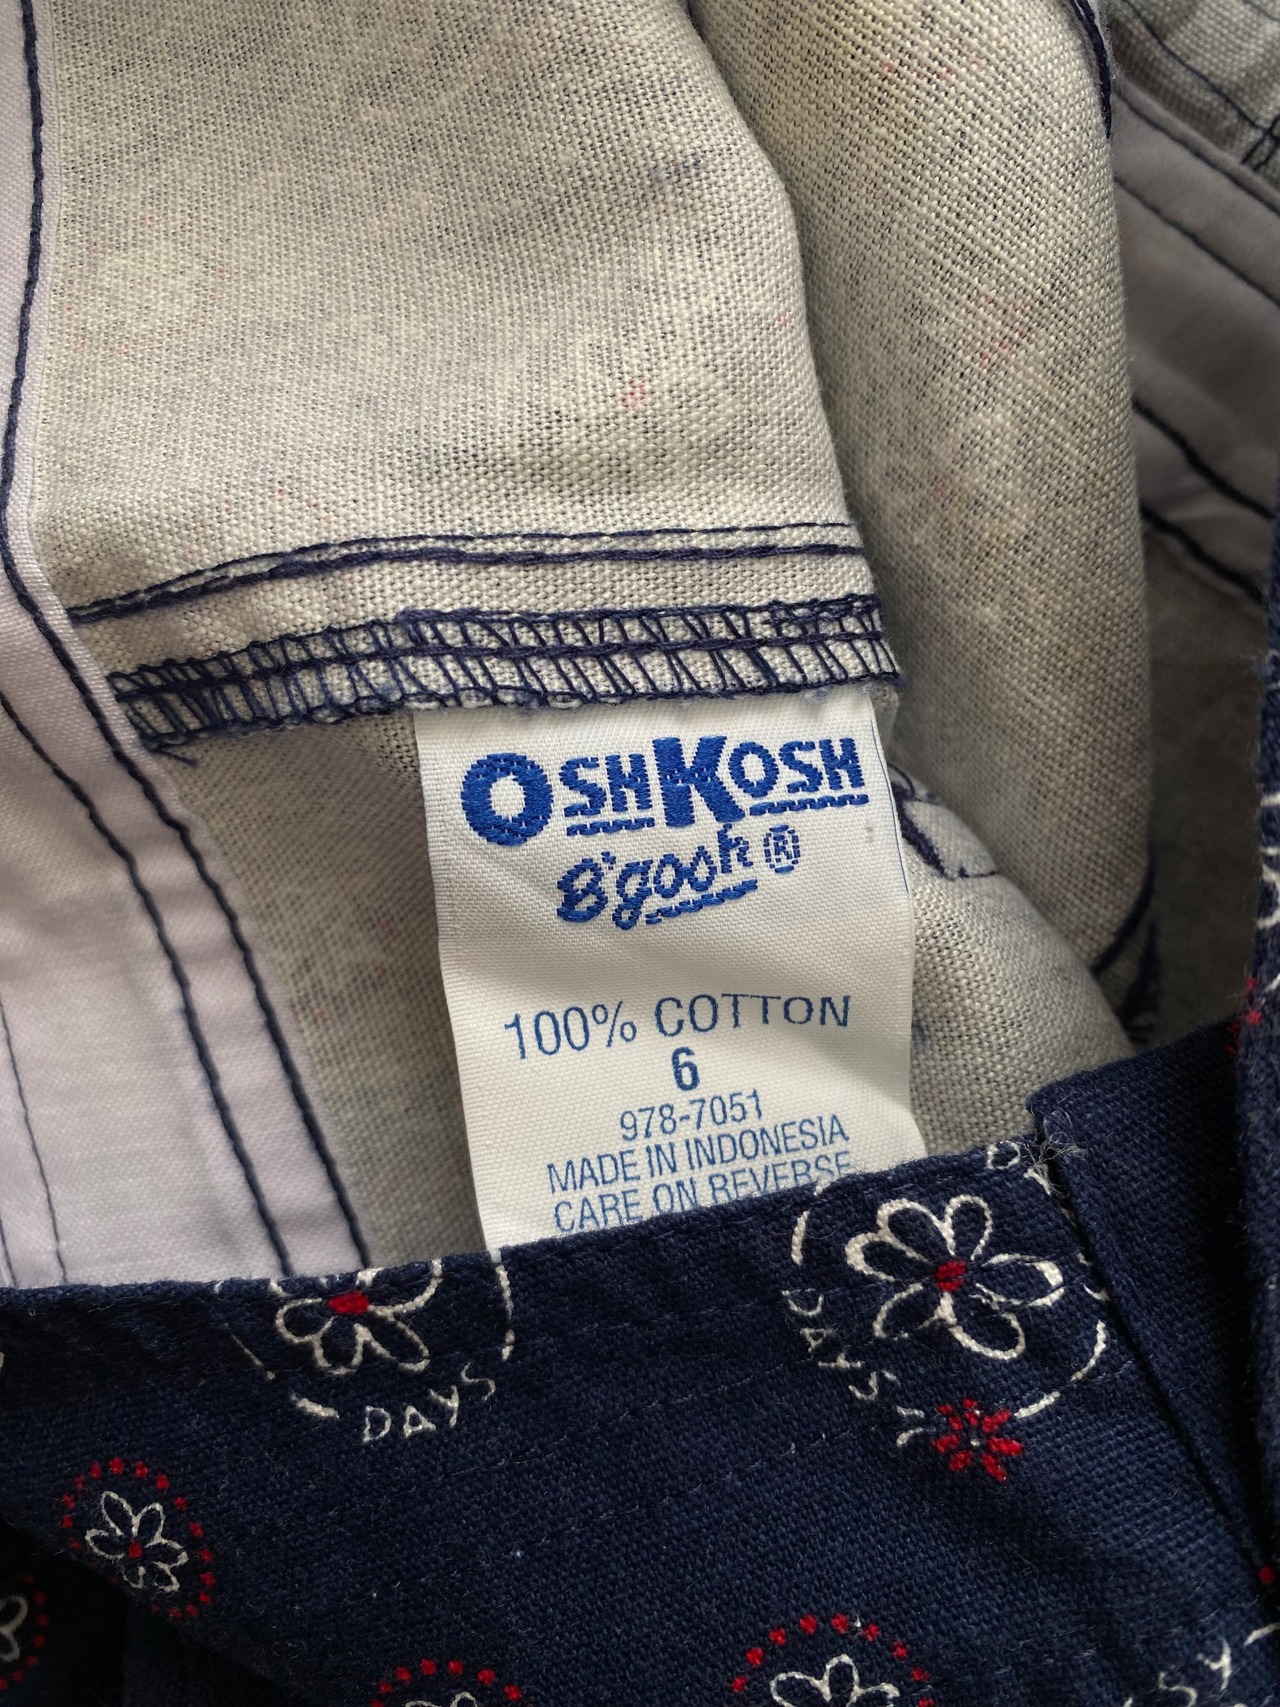 OSHKOSH
B'gosh ®
100% COTTON
6
978-7051
MADE IN INDONESIA
CARE ON REVERSE
DAYS
DAYS